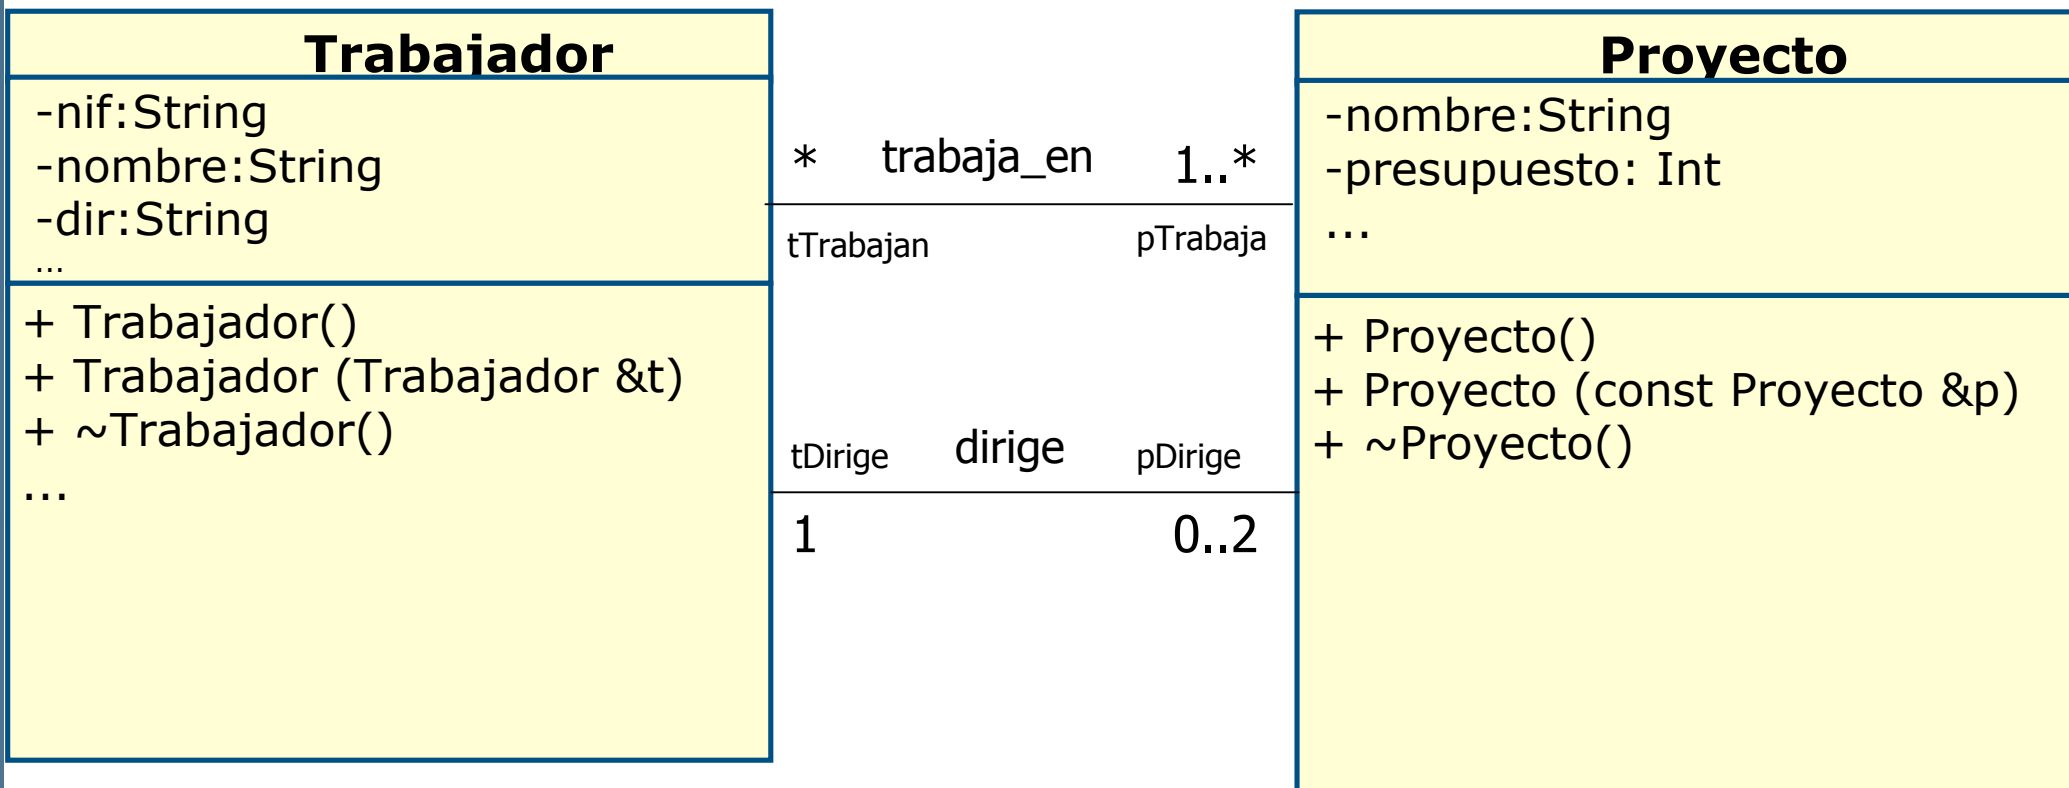 Trabajador
-nif:String
-nombre:String
-dir:String
...
+ Trabajador()
+ Trabajador (Trabajador &t)
+ ~Trabajador()
...
* trabaja_en 1..*
tTrabajan pTrabaja
tDirige dirige pDirige
1 0..2
Proyecto
-nombre:String
-presupuesto: Int
...
+ Proyecto()
+ Proyecto (const Proyecto &p)
+ ~Proyecto()